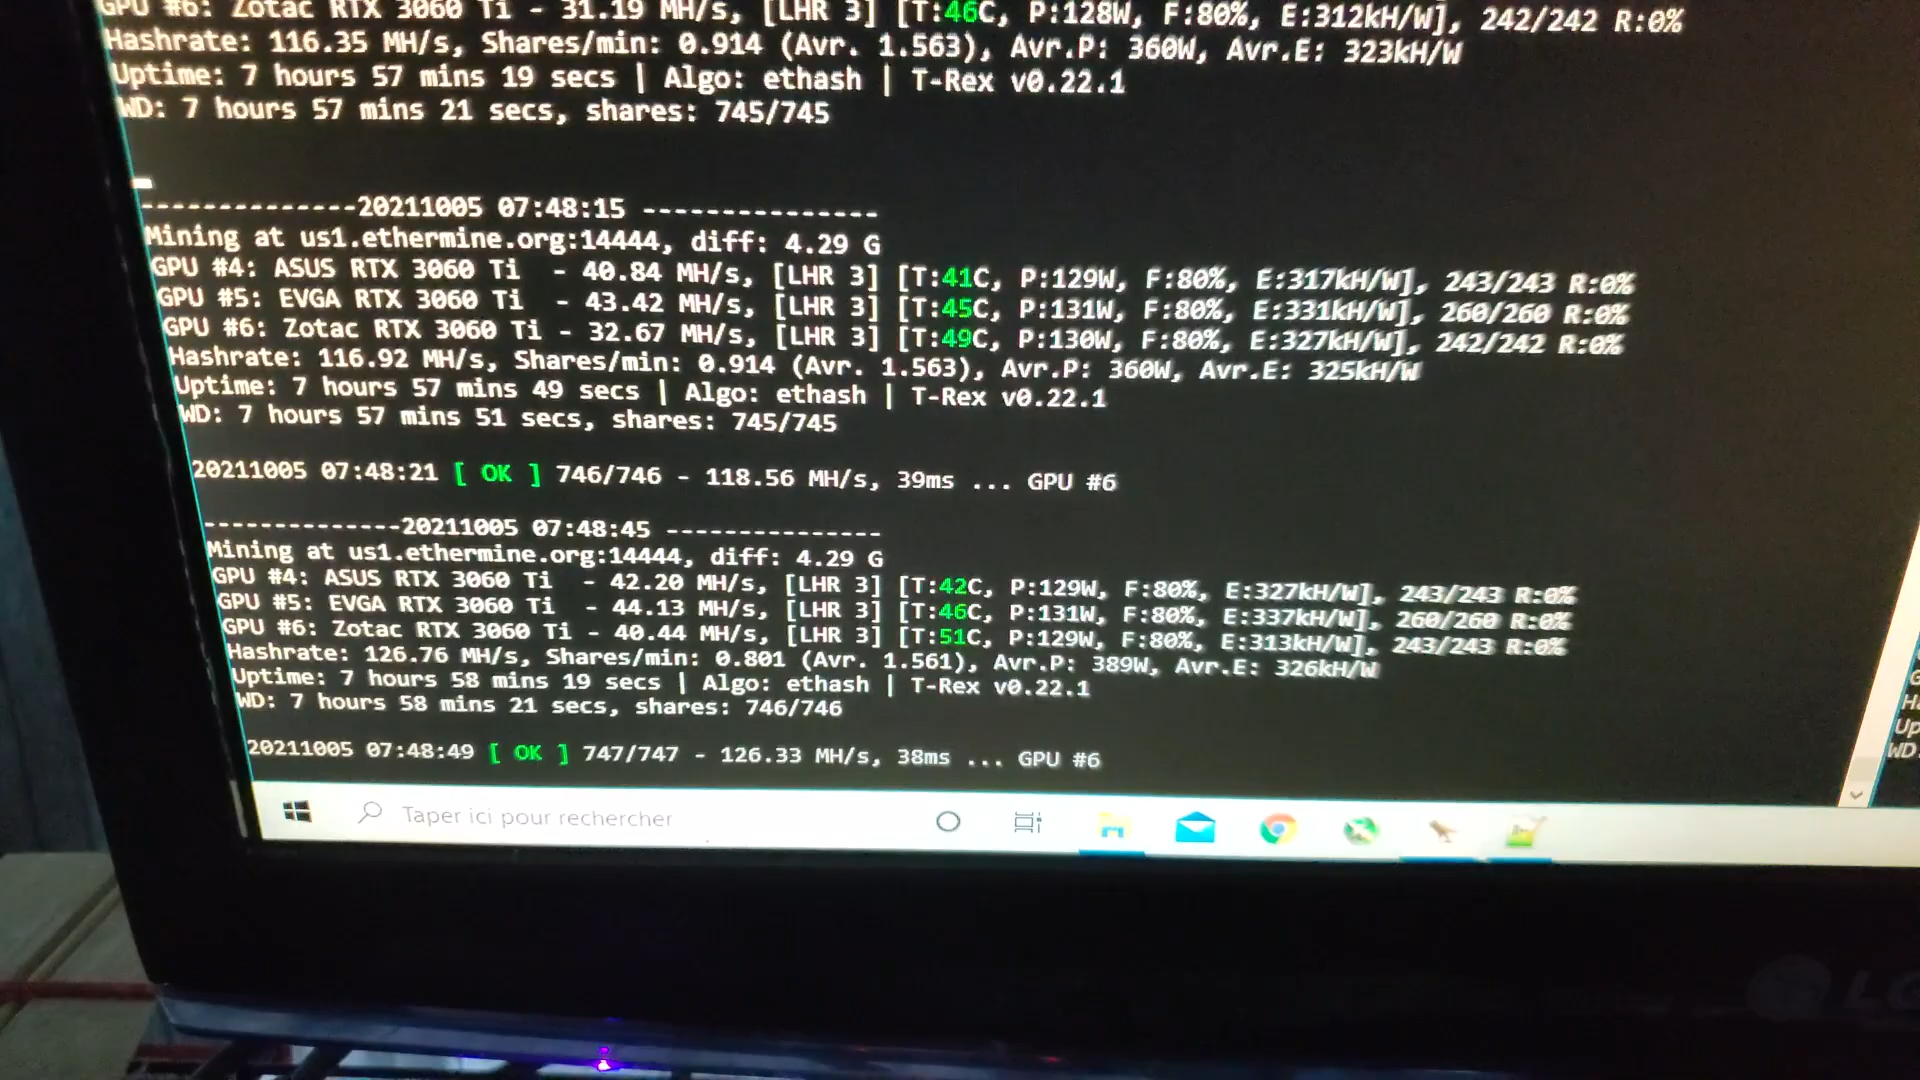 GPU #6: Zotac RTX 3060 Ti - 31.19 MH/s, [LHR 3] [T:46C, P:128W, F:80%, E:312kH/W], 242/242 R:0%
Hashrate: 116.35 MH/s, Shares/min: 0.914 (Avr. 1.563), Avr.P: 360W, Avr.E: 323kH/W
Uptime: 7 hours 57 mins 19 secs | Algo: ethash | T-Rex v0.22.1
WD: 7 hours 57 mins 21 secs, shares: 745/745
--------------20211005 07:48:15 ---------------
Mining at us1.ethermine.org:14444, diff: 4.29 G
GPU #4: ASUS RTX 3060 Ti - 40.84 MH/s, [LHR 3] [T:41C, P:129W, F:80%, E:317kH/W], 243/243 R:0%
GPU #5: EVGA RTX 3060 Ti - 43.42 MH/s, [LHR 3] [T:45C, P:131W, F:80%, E:331kH/W], 260/260 R:0%
GPU #6: Zotac RTX 3060 Ti - 32.67 MH/s, [LHR 3] [T:49C, P:130W, F:80%, E:327kH/W], 242/242 R:0%
Hashrate: 116.92 MH/s, Shares/min: 0.914 (Avr. 1.563), Avr.P: 360W, Avr.E: 325kH/W
Uptime: 7 hours 57 mins 49 secs | Algo: ethash | T-Rex v0.22.1
WD: 7 hours 57 mins 51 secs, shares: 745/745
20211005 07:48:21 [ OK ] 746/746 - 118.56 MH/s, 39ms ... GPU #6
--------------20211005 07:48:45 ---------------
Mining at us1.ethermine.org:14444, diff: 4.29 G
GPU #4: ASUS RTX 3060 Ti - 42.20 MH/s, [LHR 3] [T:42C, P:129W, F:80%, E:327kH/W], 243/243 R:0%
GPU #5: EVGA RTX 3060 Ti - 44.13 MH/s, [LHR 3] [T:46C, P:131W, F:80%, E:337kH/W], 260/260 R:0%
GPU #6: Zotac RTX 3060 Ti - 40.44 MH/s, [LHR 3] [T:51C, P:129W, F:80%, E:313kH/W], 243/243 R:0%
Hashrate: 126.76 MH/s, Shares/min: 0.801 (Avr. 1.561), Avr.P: 389W, Avr.E: 326kH/W
Uptime: 7 hours 58 mins 19 secs | Algo: ethash | T-Rex v0.22.1
WD: 7 hours 58 mins 21 secs, shares: 746/746
20211005 07:48:49 [ OK ] 747/747 - 126.33 MH/s, 38ms ... GPU #6
Up
WD:
Taper ici pour rechercher
LG